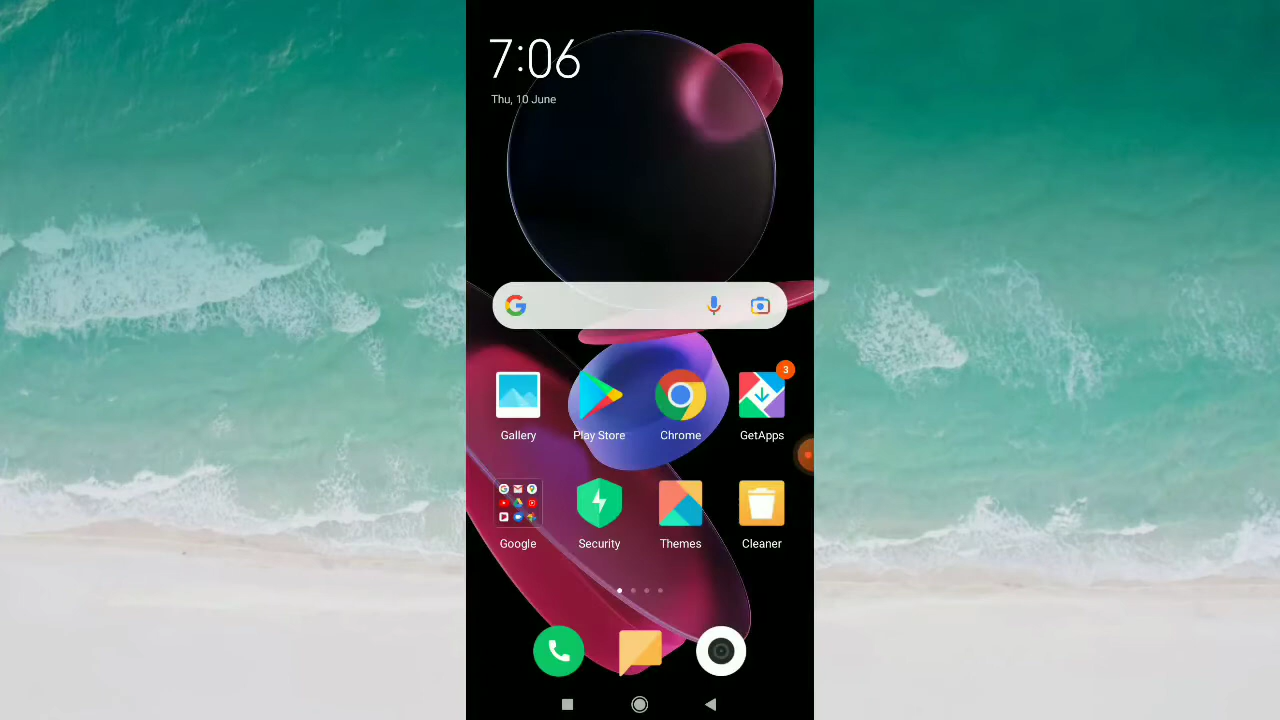 7:06
Thu, 10 June
Gallery
Play Store
Chrome
3
GetApps
Google
Security
Themes
Cleaner